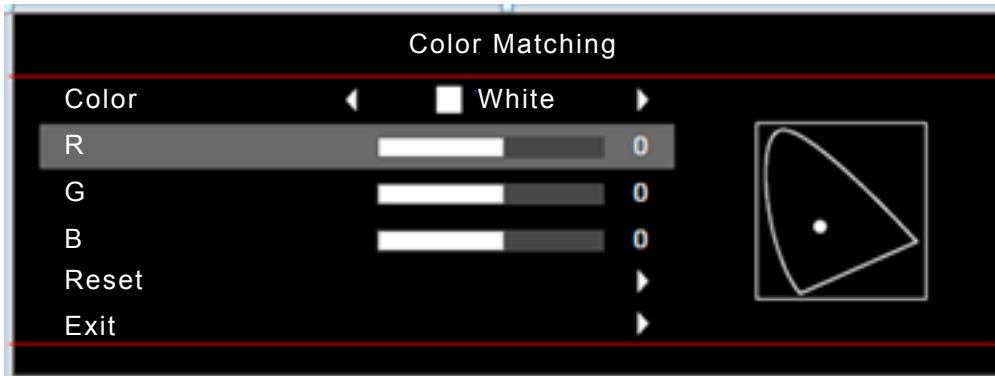 Color Matching
Color White
R 0
G 0
B 0
Reset
Exit